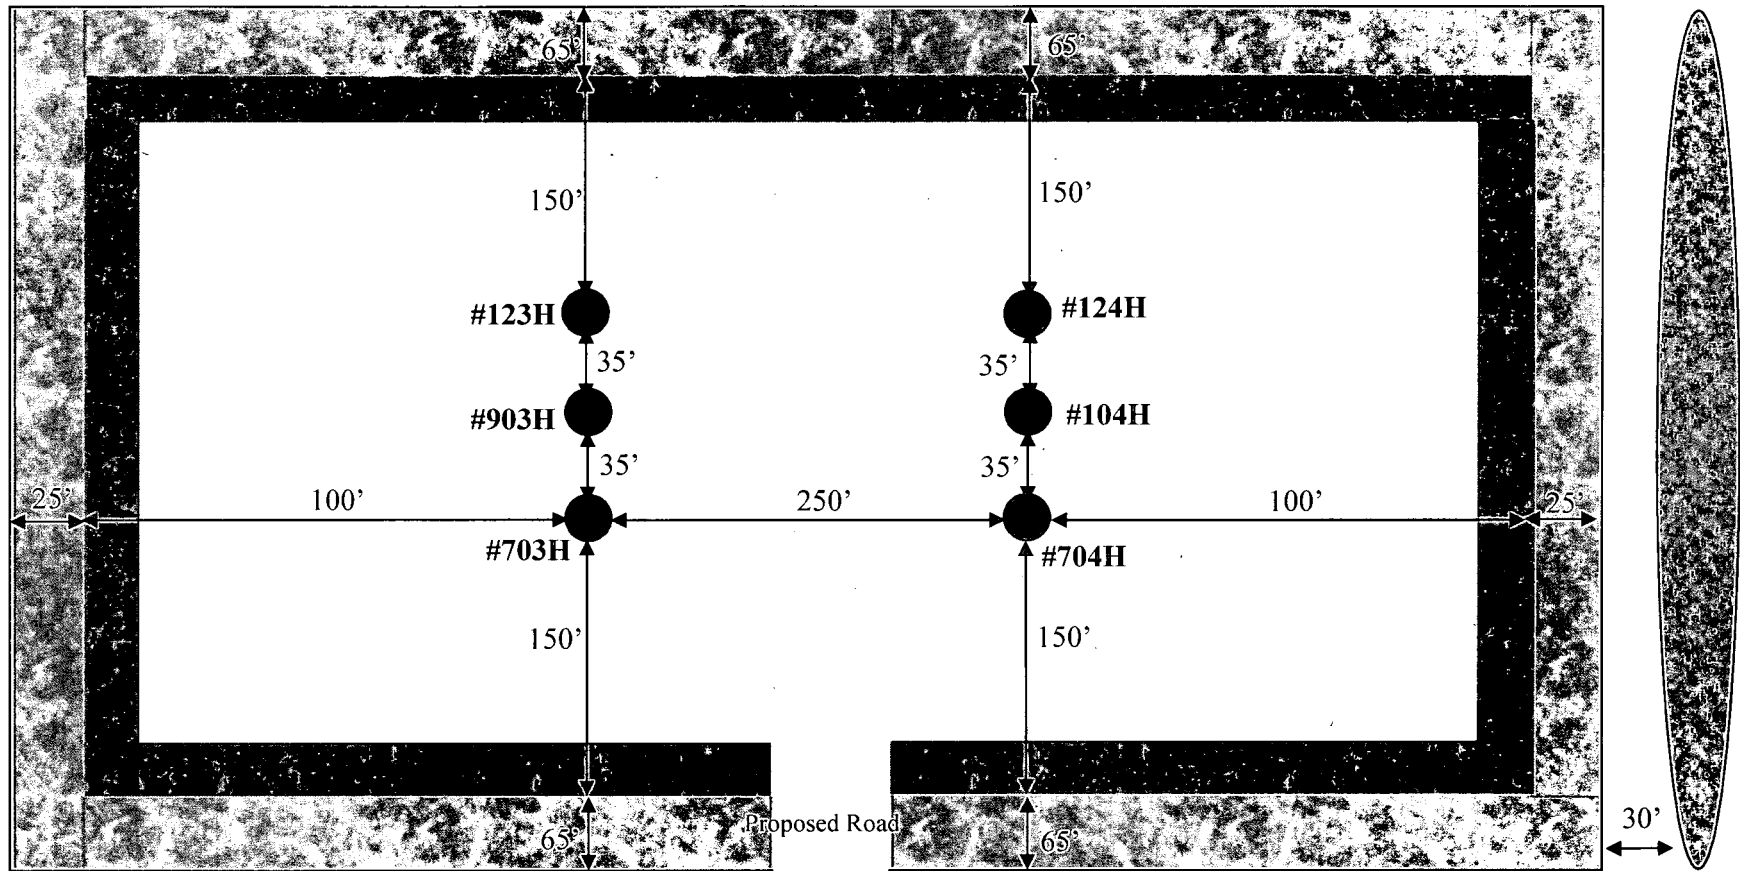 65’ 65’
150’ 150’
#123H #124H
35’ 35’
#903H #104H
35’ 35’
25’ 100’ 250’ 100’ 25’
#703H #704H
150’ 150’
65’ Proposed Road 65’ 30’